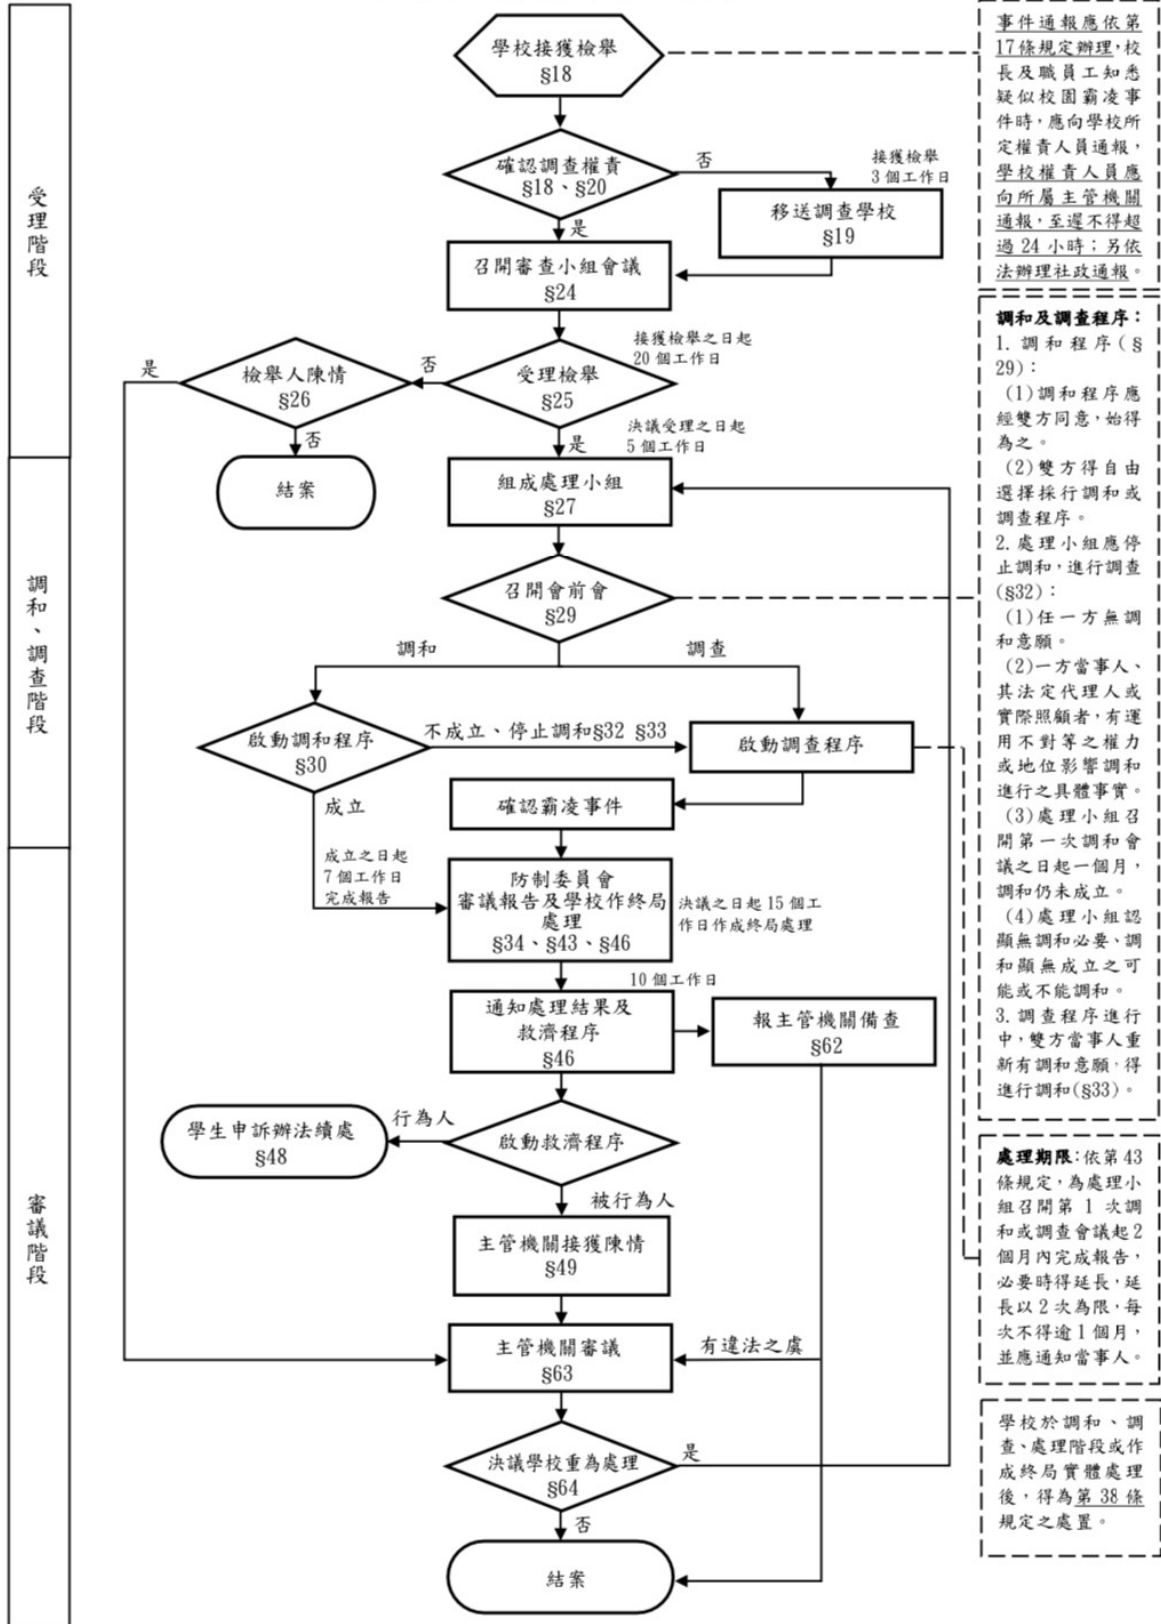 受理階段
學校接獲檢舉
§18
確認調查權責
§18、§20
否
接獲檢舉
3個工作日
移送調查學校
§19
是
召開審查小組會議
§24
接獲檢舉之日起
20個工作日
受理檢舉
§25
否
檢舉人陳情
§26
是
否
結案
決議受理之日起
5個工作日
是
調和、調查階段
組成處理小組
§27
召開會前會
§29
調和
調查
啟動調和程序
§30
不成立、停止調和§32 §33
啟動調查程序
成立
確認霸凌事件
成立之日起
7個工作日
完成報告
審議階段
防制委員會
審議報告及學校作終局
處理
§34、§43、§46
決議之日起15個工
作日作成終局處理
10個工作日
通知處理結果及
救濟程序
§46
報主管機關備查
§62
啟動救濟程序
行為人
學生申訴辦法續處
§48
被行為人
主管機關接獲陳情
§49
主管機關審議
§63
有違法之虞
決議學校重為處理
§64
是
否
結案
事件通報應依第
17條規定辦理，校
長及職員工知悉
疑似校園霸凌事
件時，應向學校所
定權責人員通報，
學校權責人員應
向所屬主管機關
通報，至遲不得超
過24小時；另依
法辦理社政通報。
調和及調查程序：
1. 調和程序(§
29)：
(1)調和程序應
經雙方同意，始得
為之。
(2)雙方得自由
選擇採行調和或
調查程序。
2. 處理小組應停
止調和，進行調查
(§32)：
(1)任一方無調
和意願。
(2)一方當事人、
其法定代理人或
實際照顧者，有運
用不對等之權力
或地位影響調和
進行之具體事實。
(3)處理小組召
開第一次調和會
議之日起一個月，
調和仍未成立。
(4)處理小組認
顯無調和必要、調
和顯無成立之可
能或不能調和。
3. 調查程序進行
中，雙方當事人重
新有調和意願，得
進行調和(§33)。
處理期限：依第43
條規定，為處理小
組召開第1次調
和或調查會議起2
個月內完成報告，
必要時得延長，延
長以2次為限，每
次不得逾1個月，
並應通知當事人。
學校於調和、調
查、處理階段或作
成終局實體處理
後，得為第38條
規定之處置。